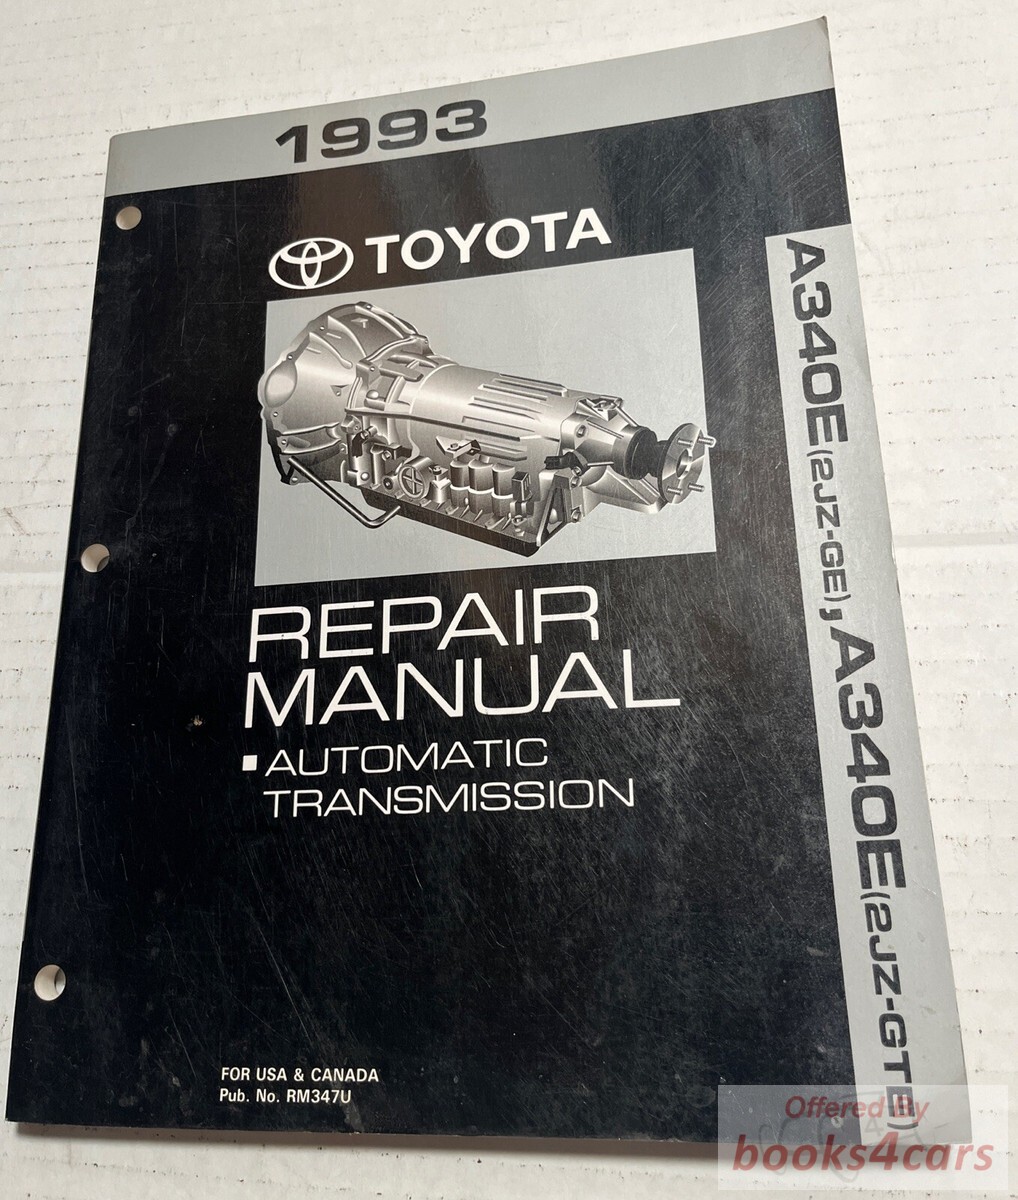 1993
TOYOTA
A340E(2JZ-GE), A340E(2JZ-GTE)
REPAIR
MANUAL
▪ AUTOMATIC
TRANSMISSION
FOR USA & CANADA
Pub. No. RM347U
Offered By
books4cars